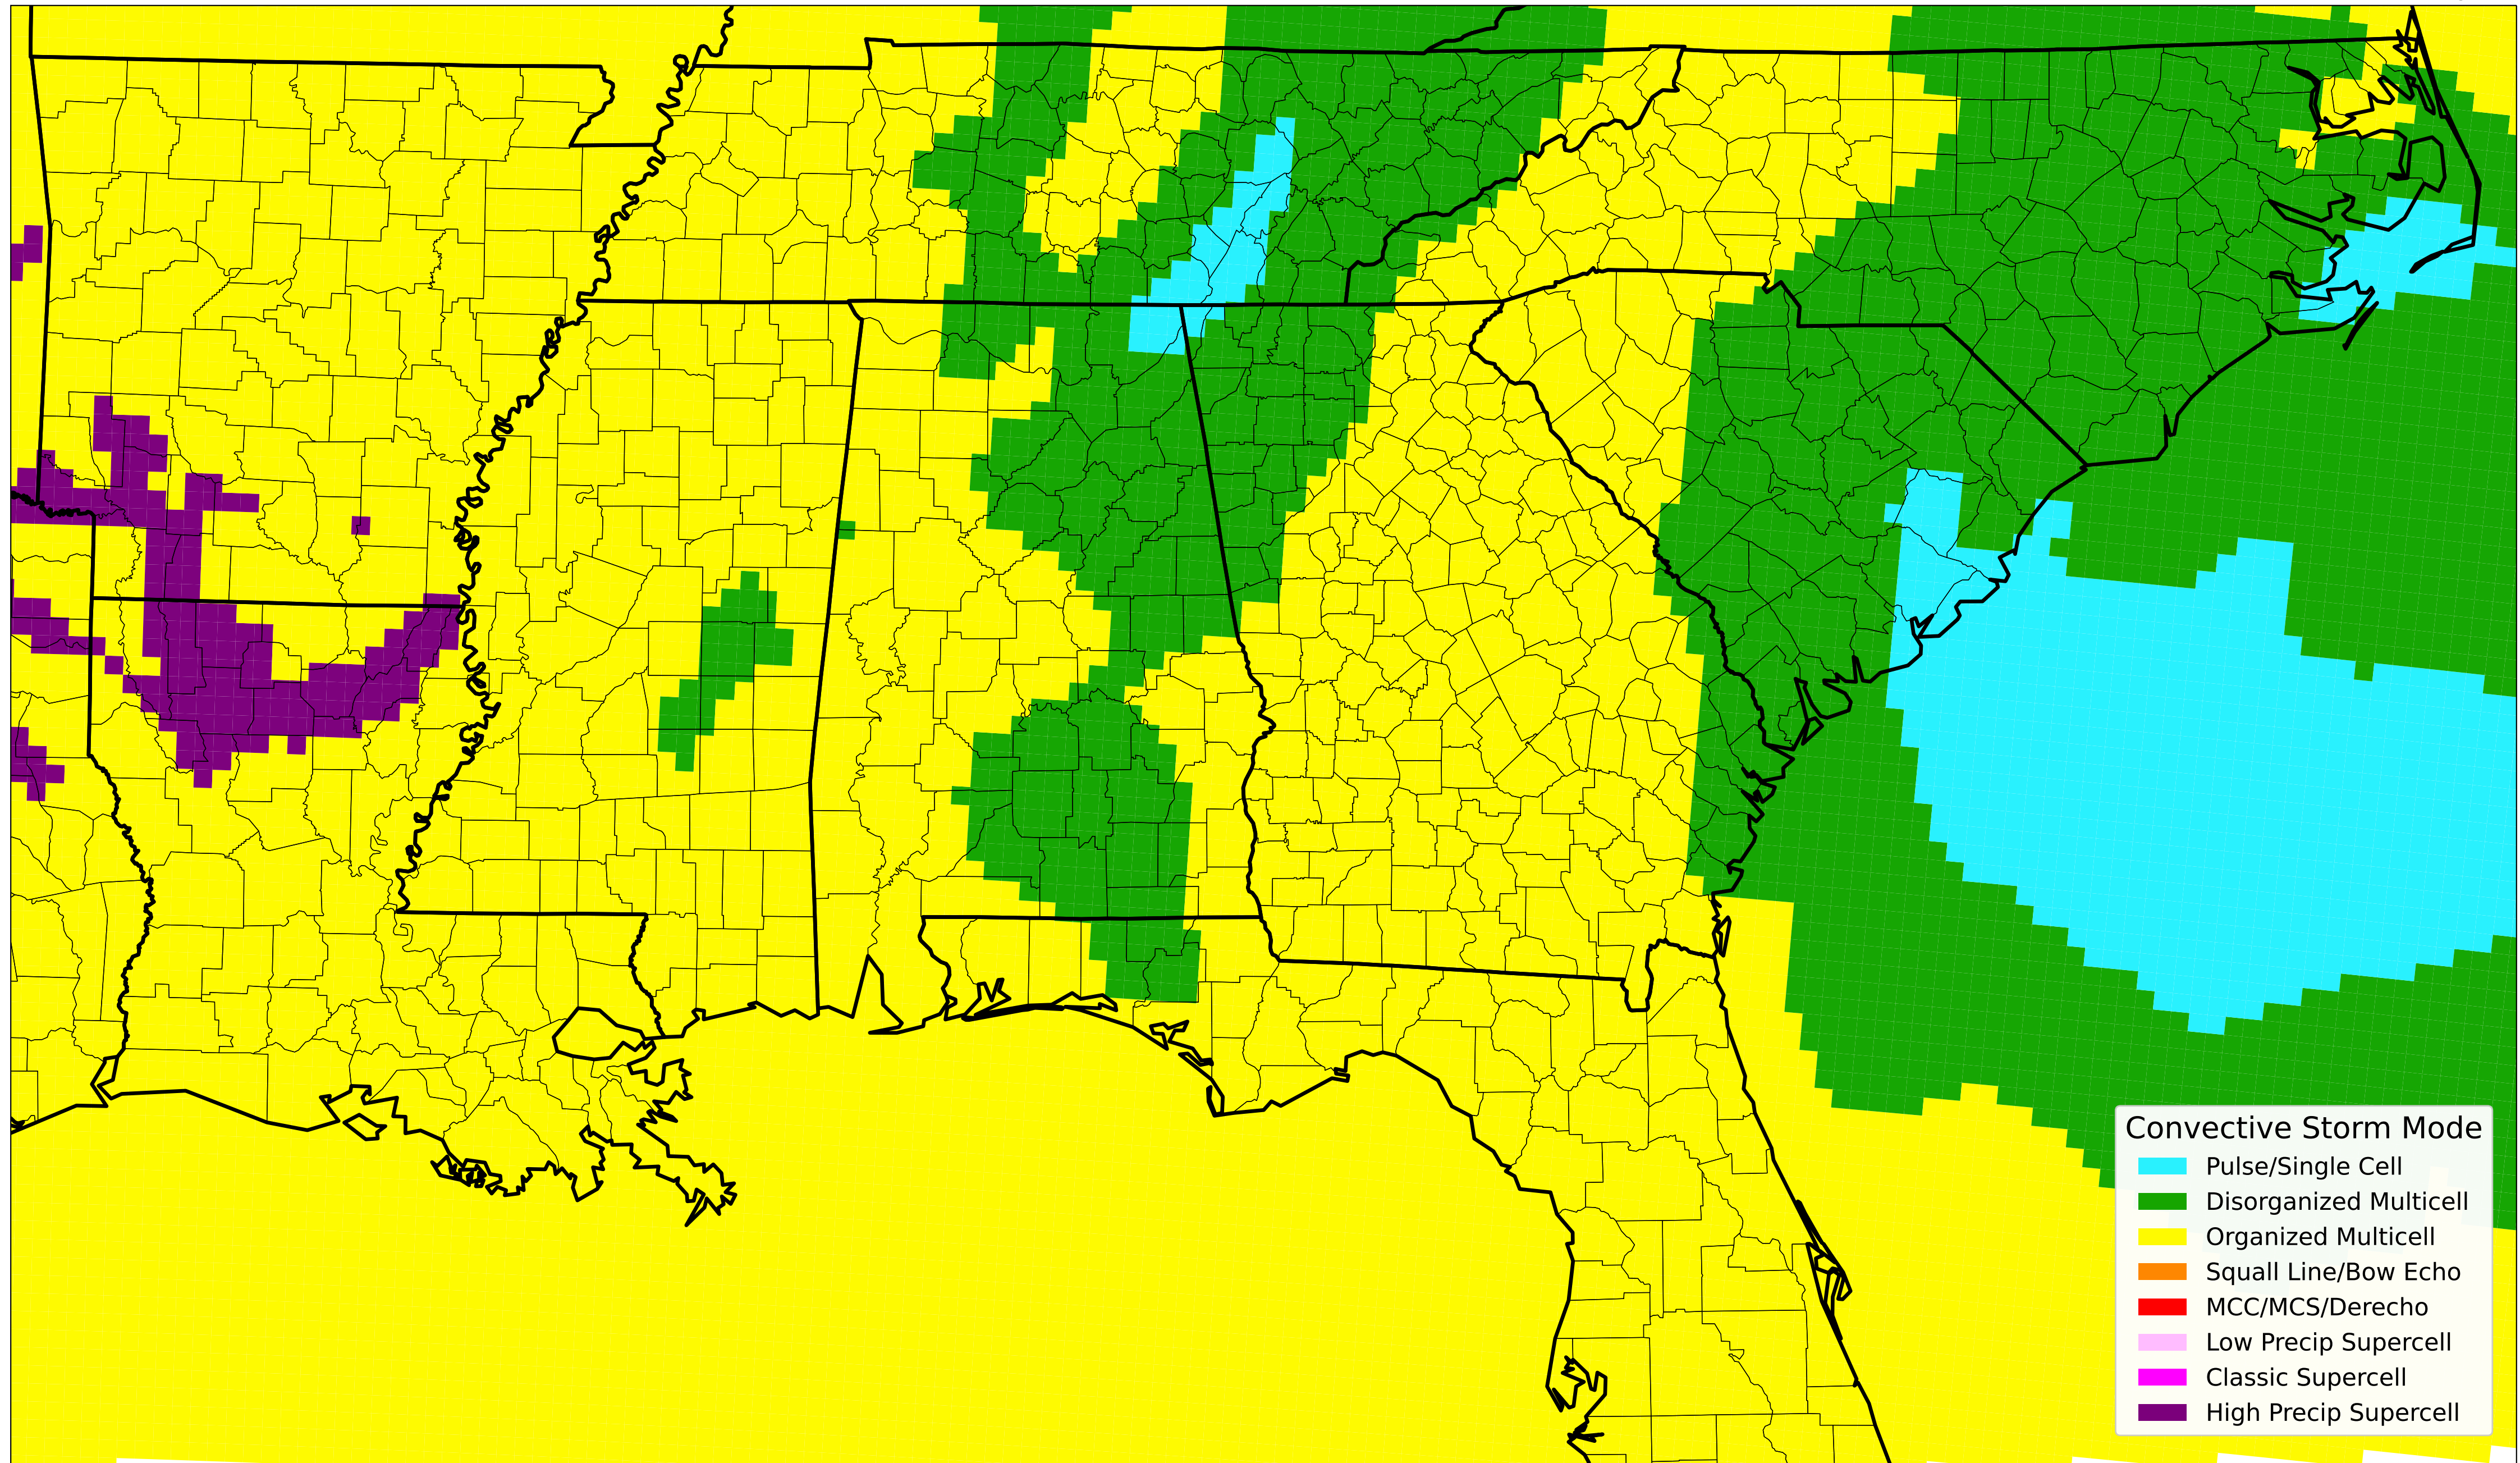 Convective Storm Mode
Pulse/Single Cell
Disorganized Multicell
Organized Multicell
Squall Line/Bow Echo
MCC/MCS/Derecho
Low Precip Supercell
Classic Supercell
High Precip Supercell